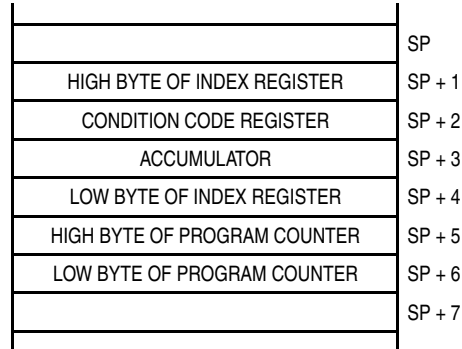 SP
HIGH BYTE OF INDEX REGISTER SP + 1
CONDITION CODE REGISTER SP + 2
ACCUMULATOR SP + 3
LOW BYTE OF INDEX REGISTER SP + 4
HIGH BYTE OF PROGRAM COUNTER SP + 5
LOW BYTE OF PROGRAM COUNTER SP + 6
SP + 7